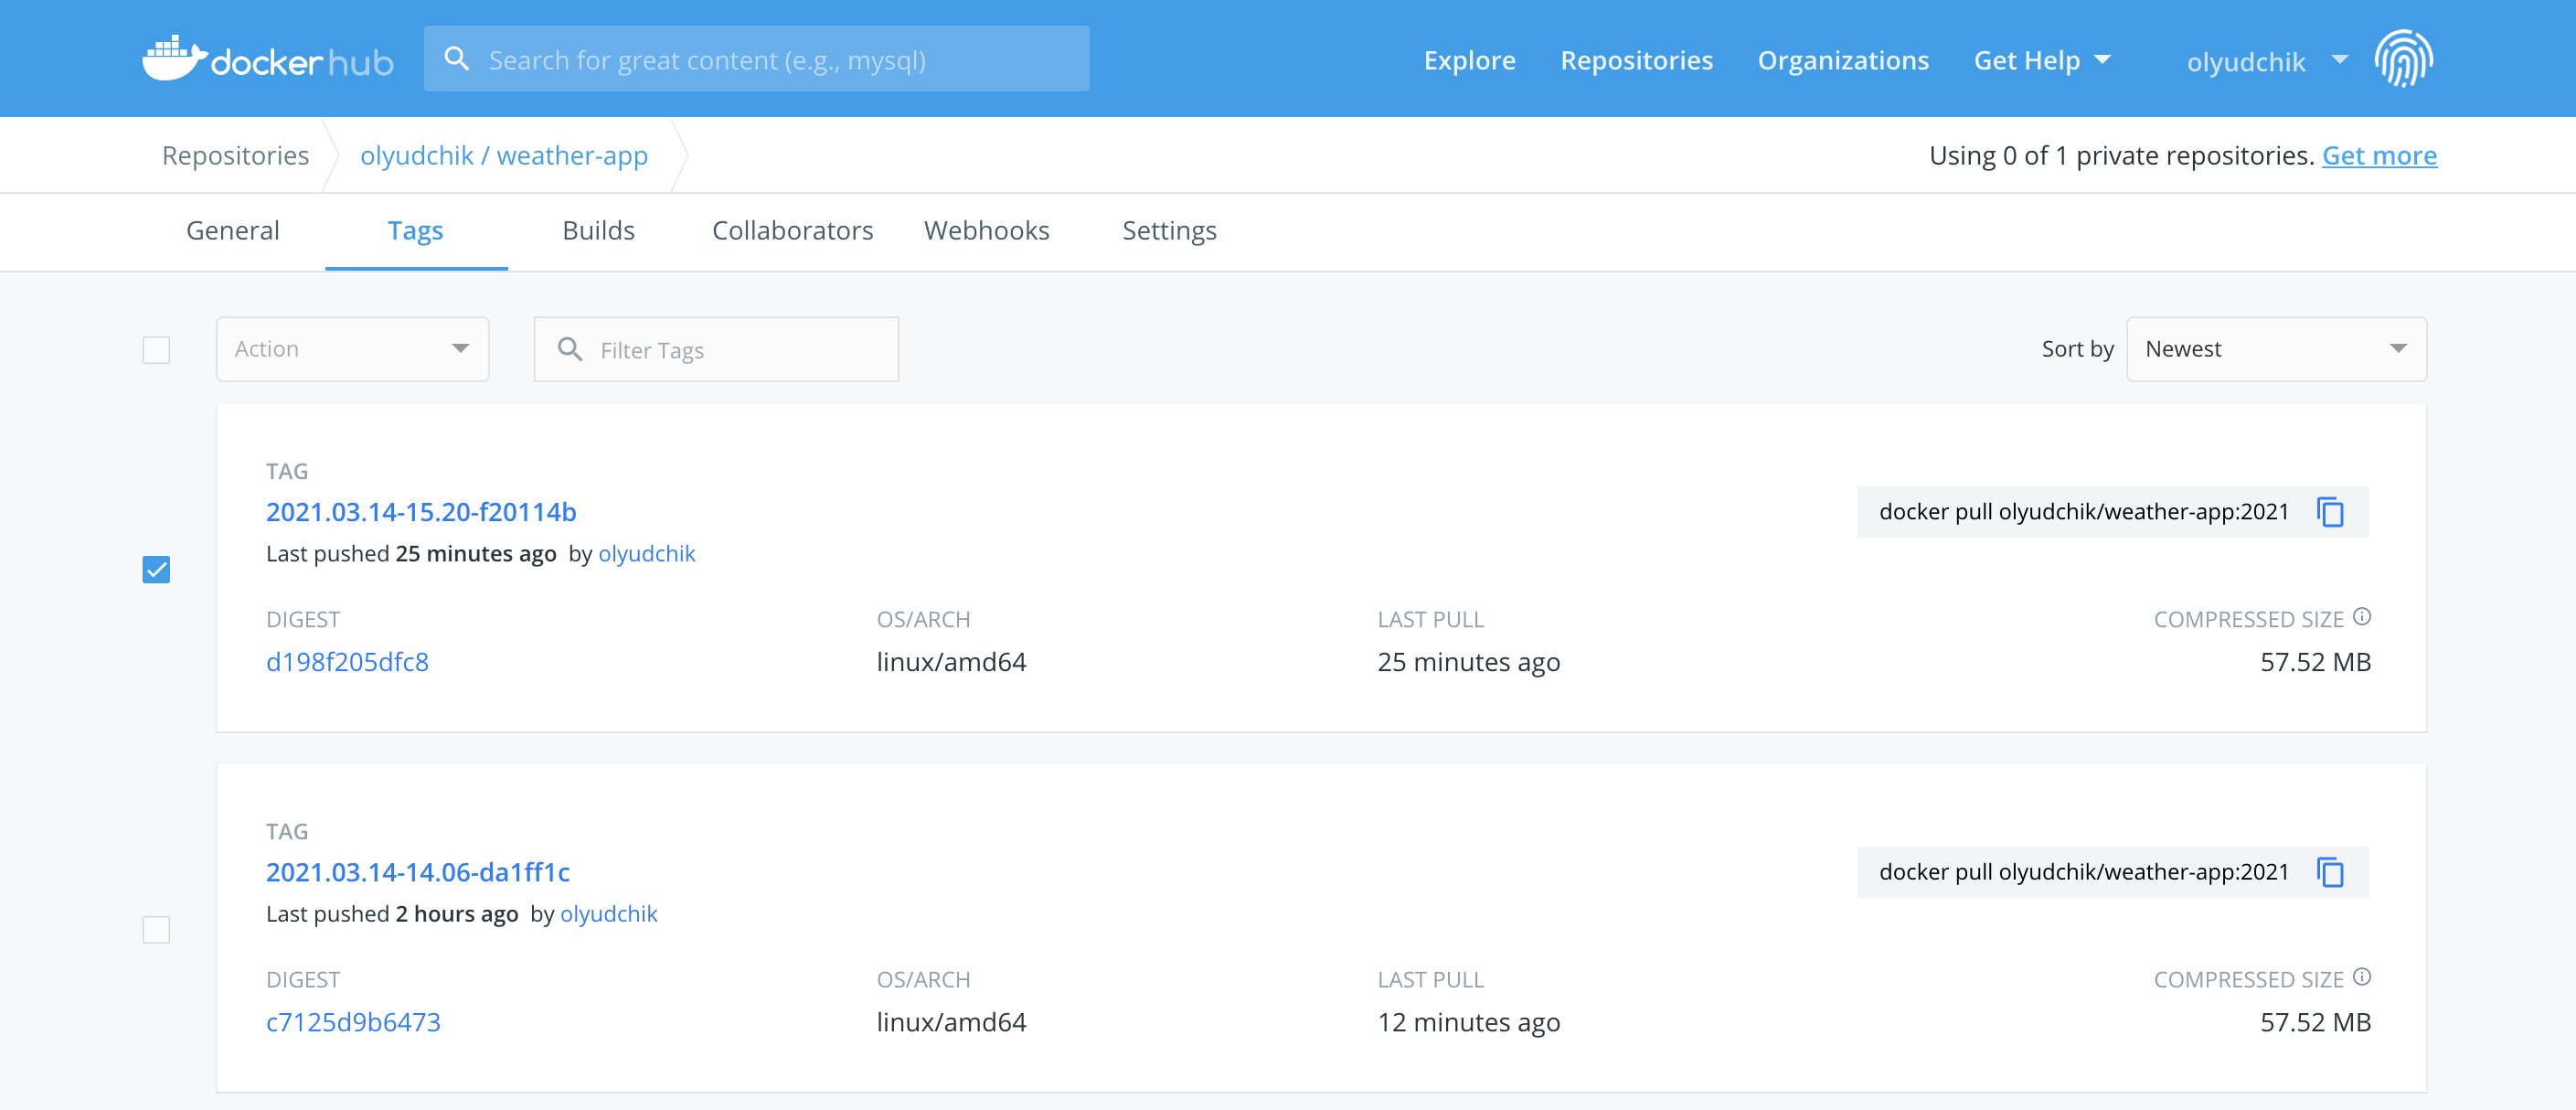 docker hub
Search for great content (e.g., mysql)
Explore
Repositories
Organizations
Get Help
olyudchik
Repositories
olyudchik / weather-app
Using 0 of 1 private repositories. Get more
General
Tags
Builds
Collaborators
Webhooks
Settings
Action
Filter Tags
Sort by
Newest
TAG
2021.03.14-15.20-f20114b
docker pull olyudchik/weather-app:2021
Last pushed 25 minutes ago by olyudchik
DIGEST
OS/ARCH
LAST PULL
COMPRESSED SIZE
d198f205dfc8
linux/amd64
25 minutes ago
57.52 MB
TAG
2021.03.14-14.06-da1ff1c
docker pull olyudchik/weather-app:2021
Last pushed 2 hours ago by olyudchik
DIGEST
OS/ARCH
LAST PULL
COMPRESSED SIZE
c7125d9b6473
linux/amd64
12 minutes ago
57.52 MB